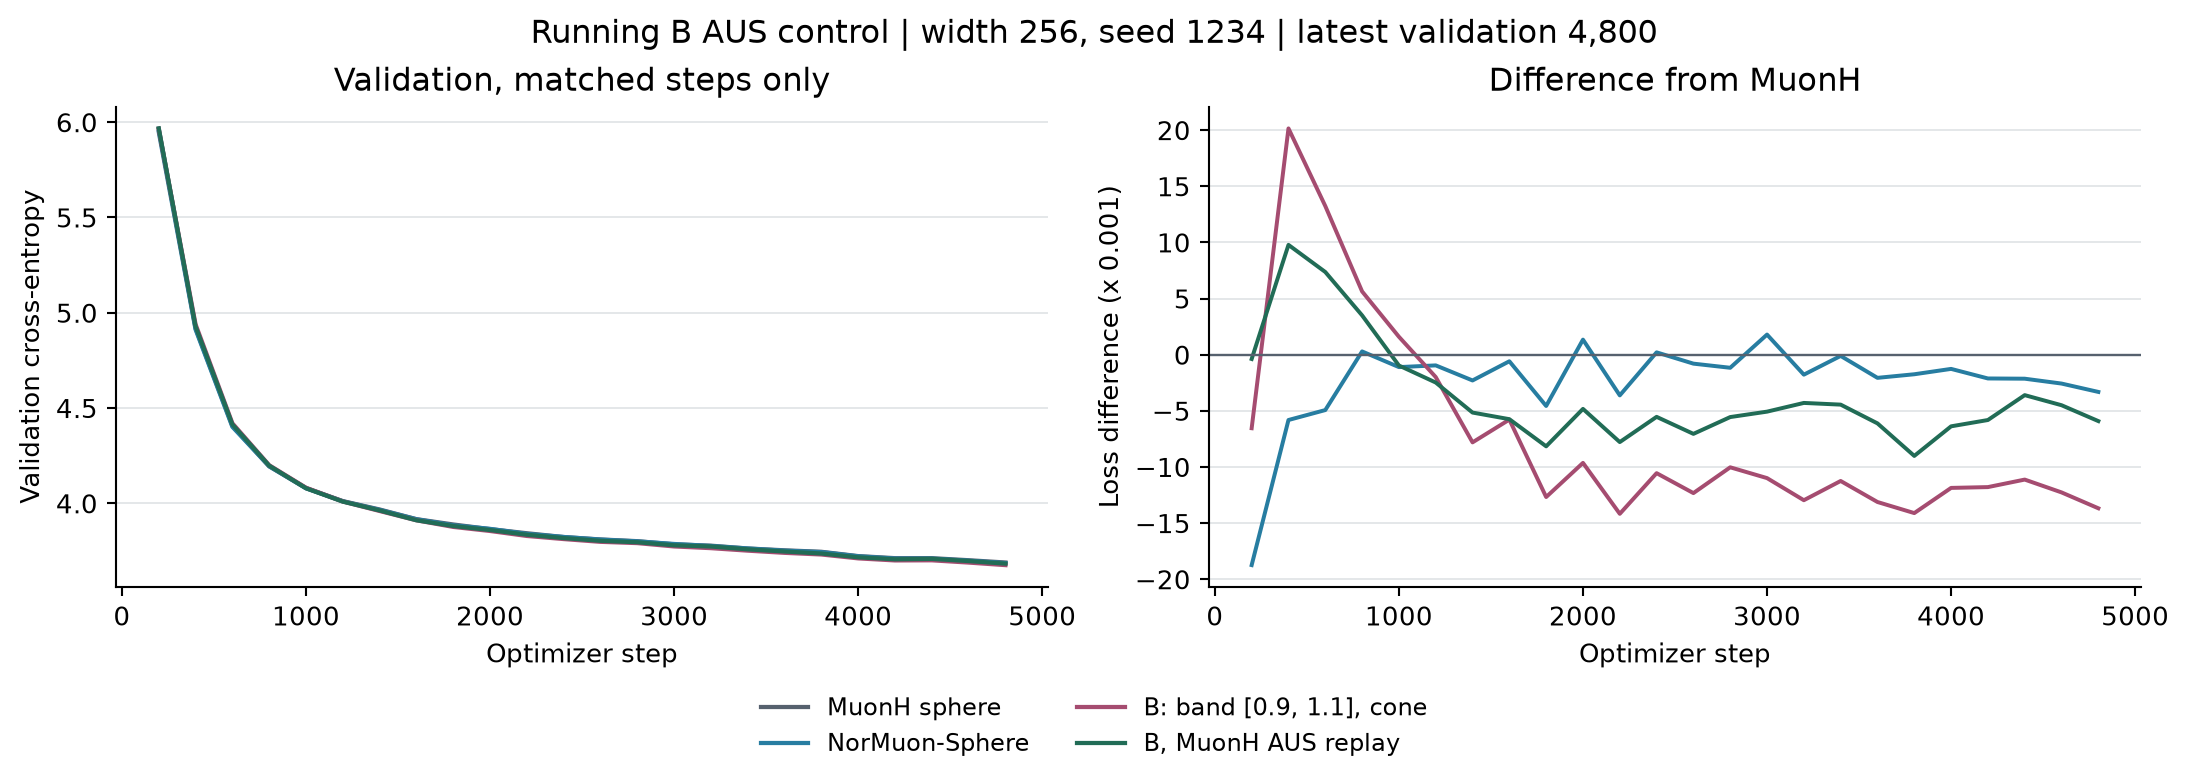 Running B AUS control | width 256, seed 1234 | latest validation 4,800
Validation, matched steps only
Validation cross-entropy
6.0
5.5
5.0
4.5
4.0
0
1000
2000
3000
4000
5000
Optimizer step
Difference from MuonH
Loss difference (x 0.001)
20
15
10
5
0
−5
−10
−15
−20
0
1000
2000
3000
4000
5000
Optimizer step
MuonH sphere
NorMuon-Sphere
B: band [0.9, 1.1], cone
B, MuonH AUS replay